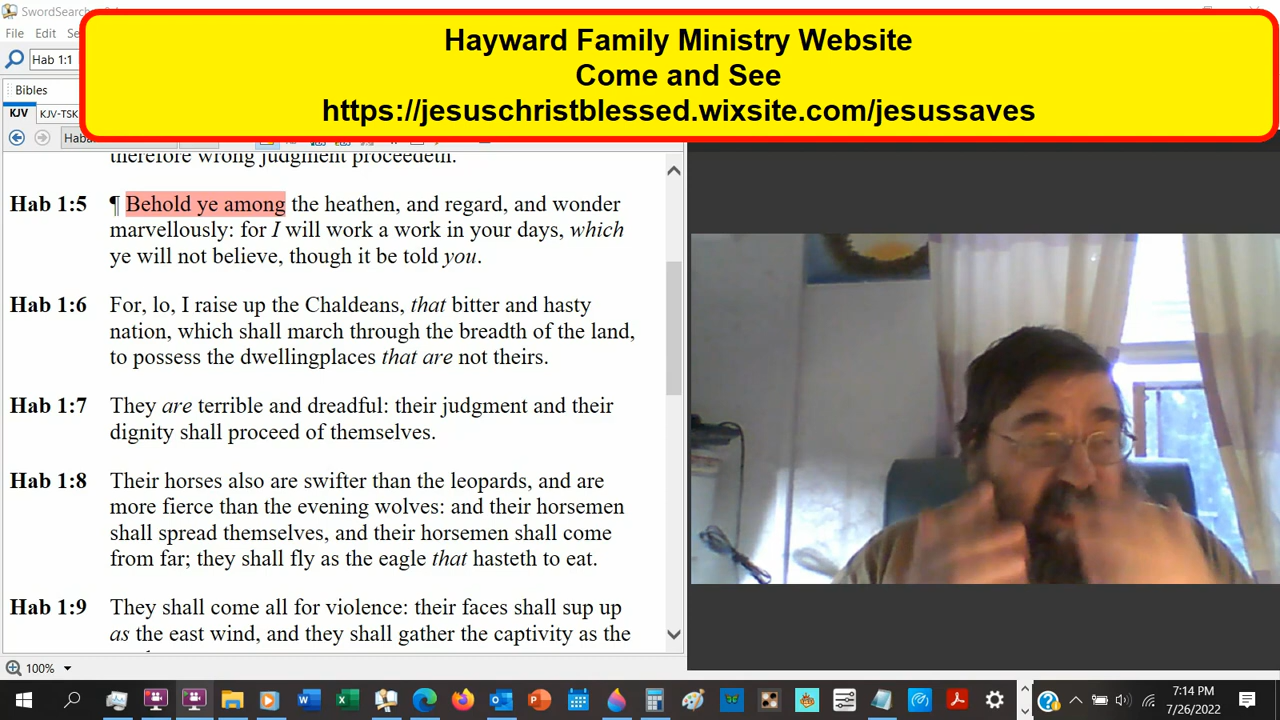 SwordSearcher
File Edit
Hab 1:1
Bibles
KJV KJV-TSK
Hayward Family Ministry Website
Come and See
https://jesuschristblessed.wixsite.com/jesussaves
therefore wrong judgment proceedeth.
Hab 1:5 ¶ Behold ye among the heathen, and regard, and wonder
marvellously: for I will work a work in your days, which
ye will not believe, though it be told you.
Hab 1:6 For, lo, I raise up the Chaldeans, that bitter and hasty
nation, which shall march through the breadth of the land,
to possess the dwellingplaces that are not theirs.
Hab 1:7 They are terrible and dreadful: their judgment and their
dignity shall proceed of themselves.
Hab 1:8 Their horses also are swifter than the leopards, and are
more fierce than the evening wolves: and their horsemen
shall spread themselves, and their horsemen shall come
from far; they shall fly as the eagle that hasteth to eat.
Hab 1:9 They shall come all for violence: their faces shall sup up
as the east wind, and they shall gather the captivity as the
100%
7:14 PM
7/26/2022